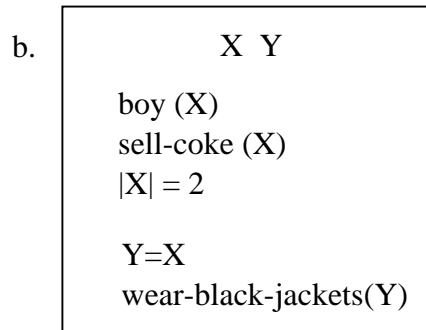 b.
X Y
boy (X)
sell-coke (X)
|X| = 2
Y=X
wear-black-jackets(Y)